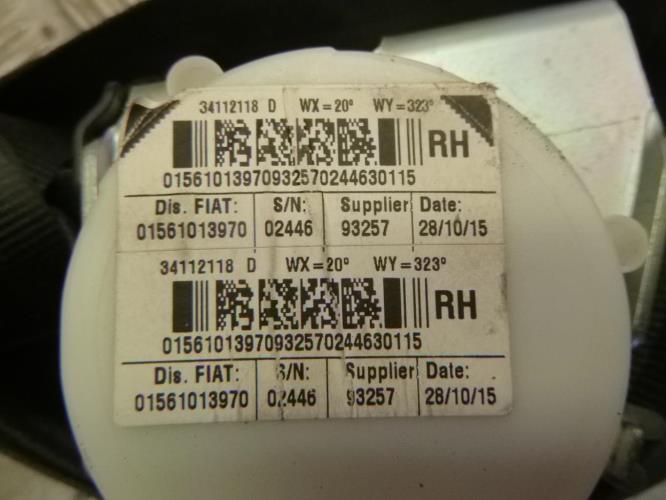 34112118 D WX=20° WY=323°
RH
01561013970932570244630115
Dis. FIAT: S/N: Supplier Date:
01561013970 02446 93257 28/10/15
34112118 D WX=20° WY=323°
RH
01561013970932570244630115
Dis. FIAT: S/N: Supplier Date:
01561013970 02446 93257 28/10/15